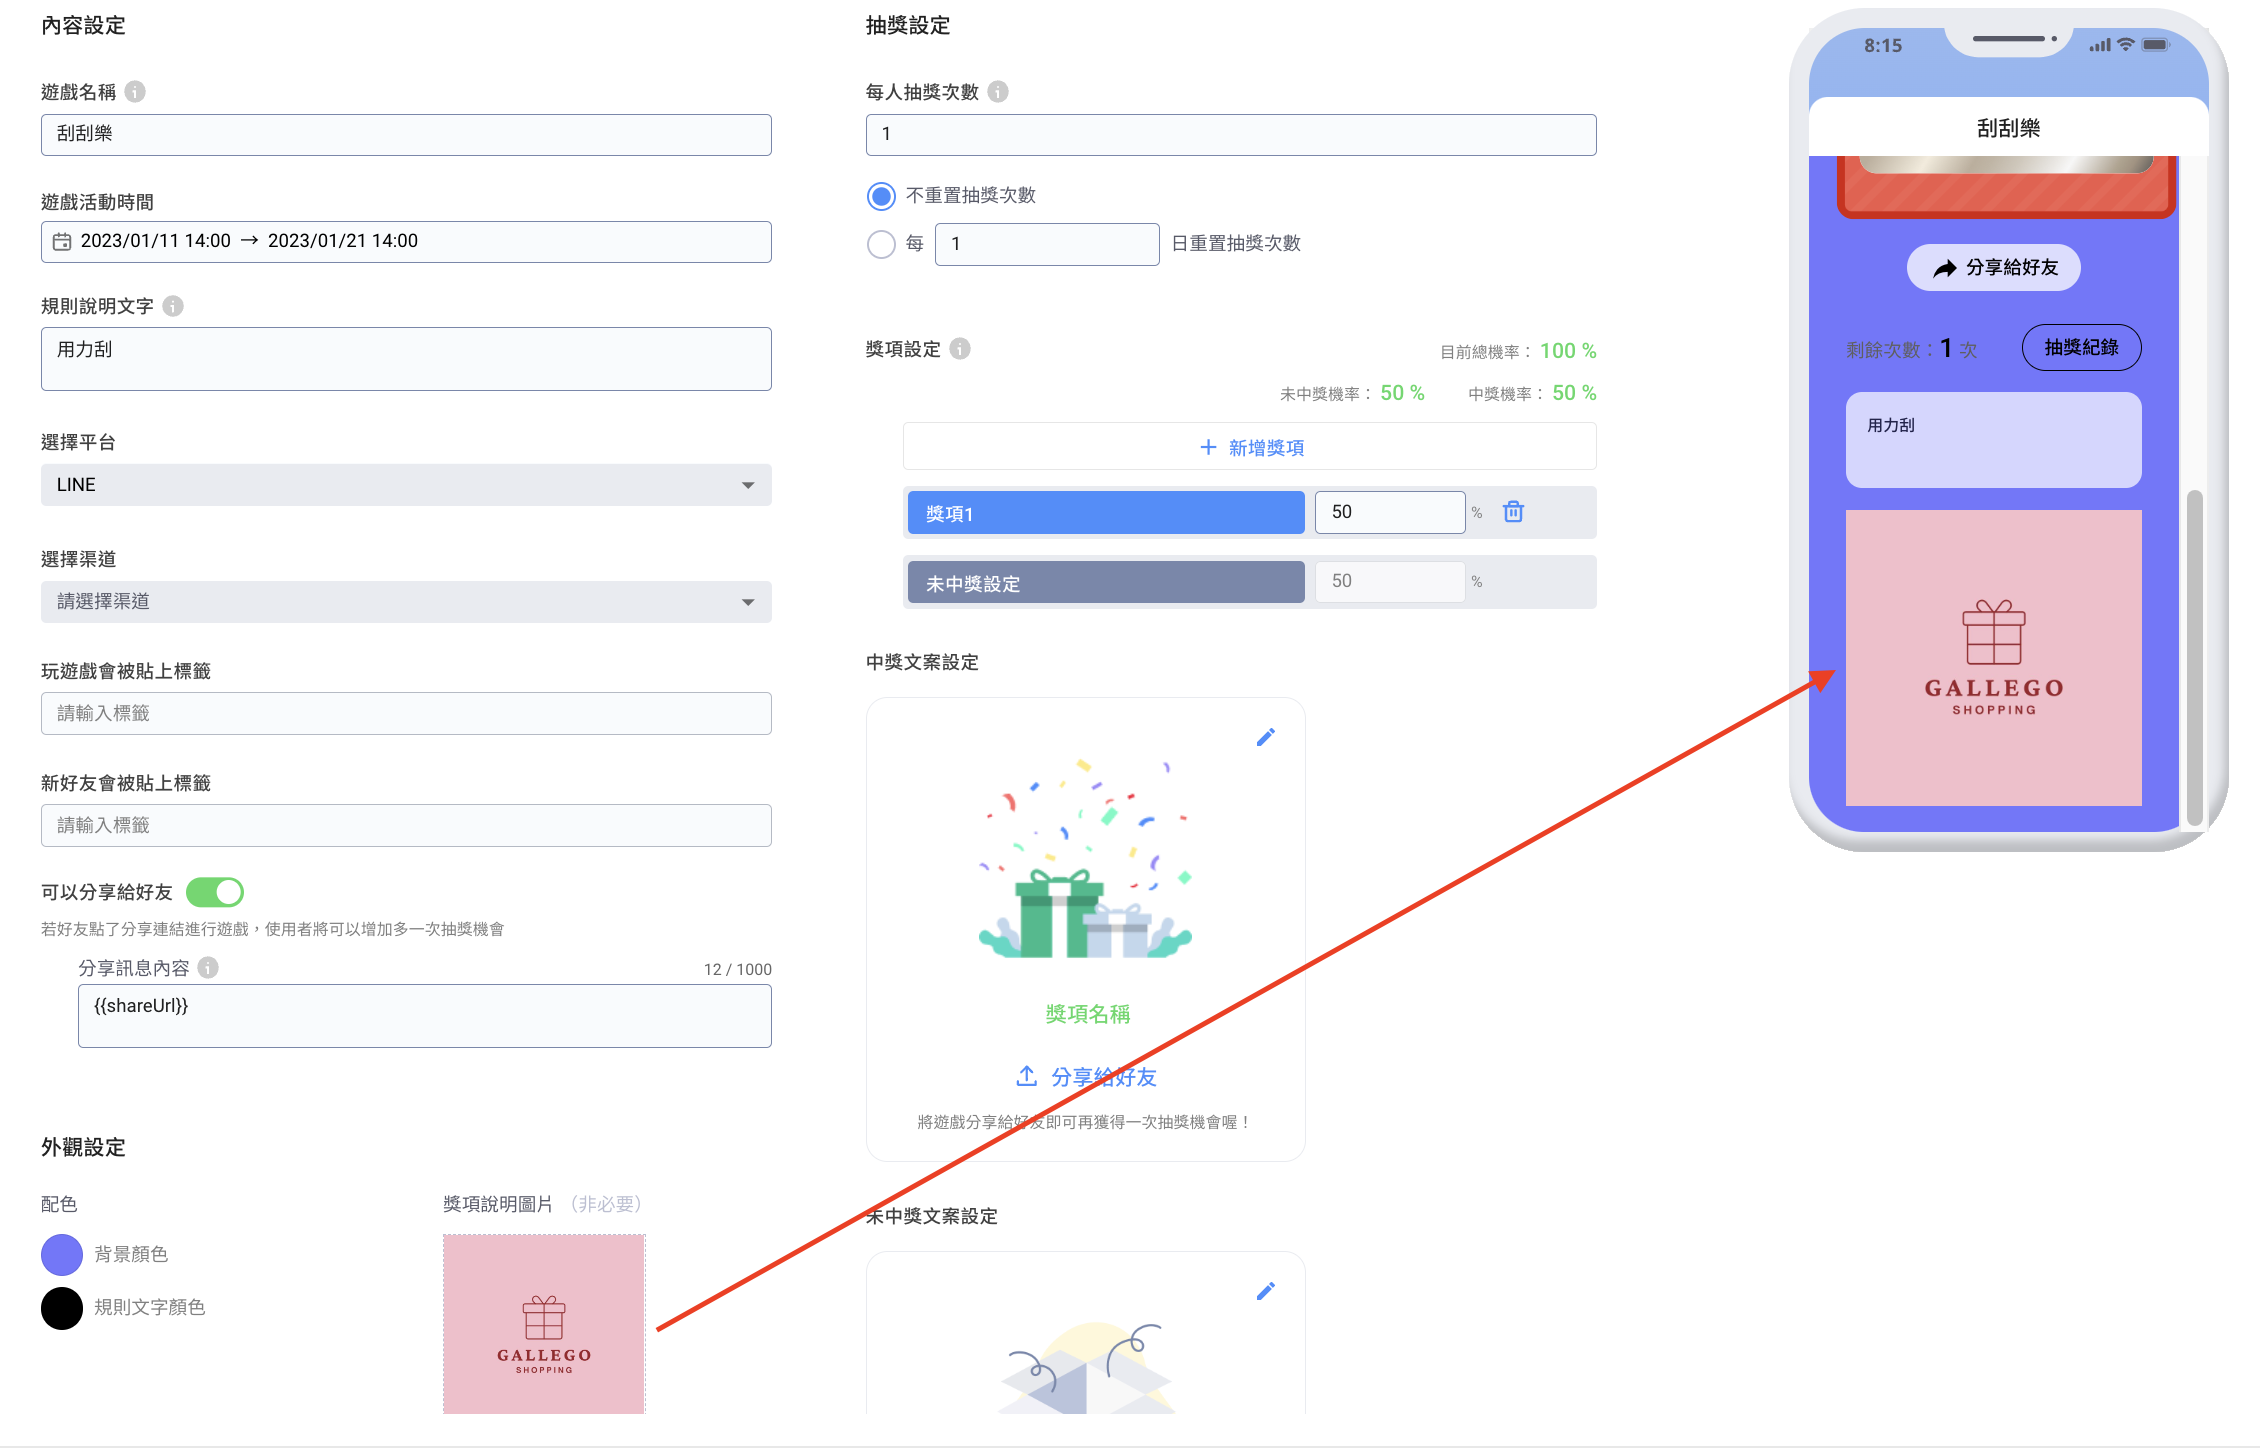 內容設定
遊戲名稱
刮刮樂
遊戲活動時間
2023/01/11 14:00 → 2023/01/21 14:00
規則說明文字
用力刮
選擇平台
LINE
選擇渠道
請選擇渠道
玩遊戲會被貼上標籤
請輸入標籤
新好友會被貼上標籤
請輸入標籤
可以分享給好友
若好友點了分享連結進行遊戲，使用者將可以增加多一次抽獎機會
分享訊息內容
12 / 1000
{{shareUrl}}
外觀設定
配色
背景顏色
規則文字顏色
獎項說明圖片 （非必要）
GALLEGO
SHOPPING
抽獎設定
每人抽獎次數
1
不重置抽獎次數
每 1 日重置抽獎次數
獎項設定
目前總機率： 100 %
未中獎機率： 50 % 中獎機率： 50 %
+ 新增獎項
獎項1 50 %
未中獎設定 50 %
中獎文案設定
獎項名稱
分享給好友
將遊戲分享給好友即可再獲得一次抽獎機會喔！
未中獎文案設定
8:15
刮刮樂
分享給好友
剩餘次數：1 次 抽獎紀錄
用力刮
GALLEGO
SHOPPING